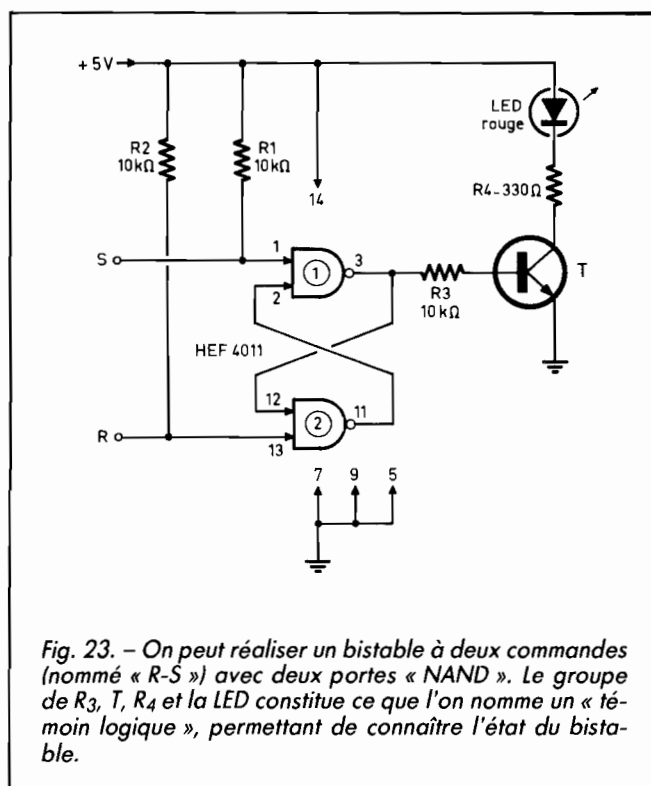 +5V
LED
rouge
R2
10kΩ
R1
10kΩ
14
R4-330Ω
S
1
2
①
3
R3
10kΩ
T
HEF 4011
12
②
11
R
13
7 9 5
Fig. 23. – On peut réaliser un bistable à deux commandes
(nommé « R-S ») avec deux portes « NAND ». Le groupe
de R3, T, R4 et la LED constitue ce que l'on nomme un « té-
moin logique », permettant de connaître l'état du bista-
ble.